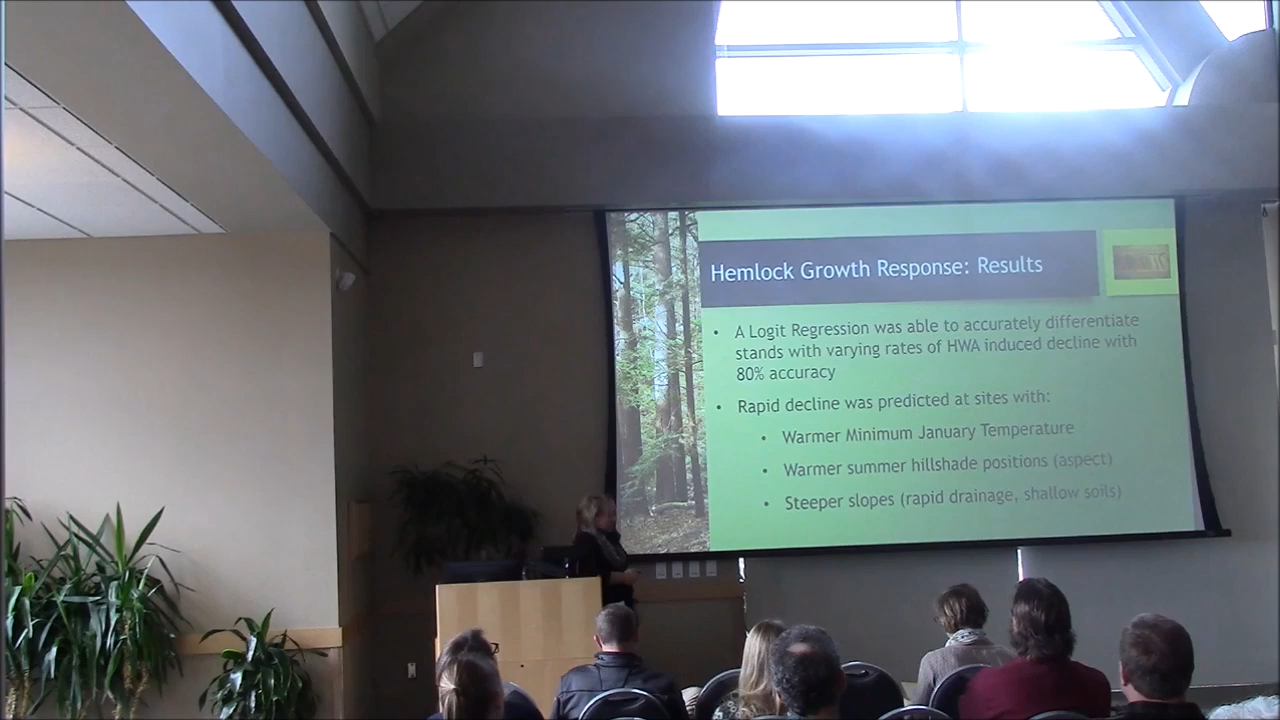 Hemlock Growth Response: Results
• A Logit Regression was able to accurately differentiate
stands with varying rates of HWA induced decline with
80% accuracy
• Rapid decline was predicted at sites with:
• Warmer Minimum January Temperature
• Warmer summer hillshade positions (aspect)
• Steeper slopes (rapid drainage, shallow soils)